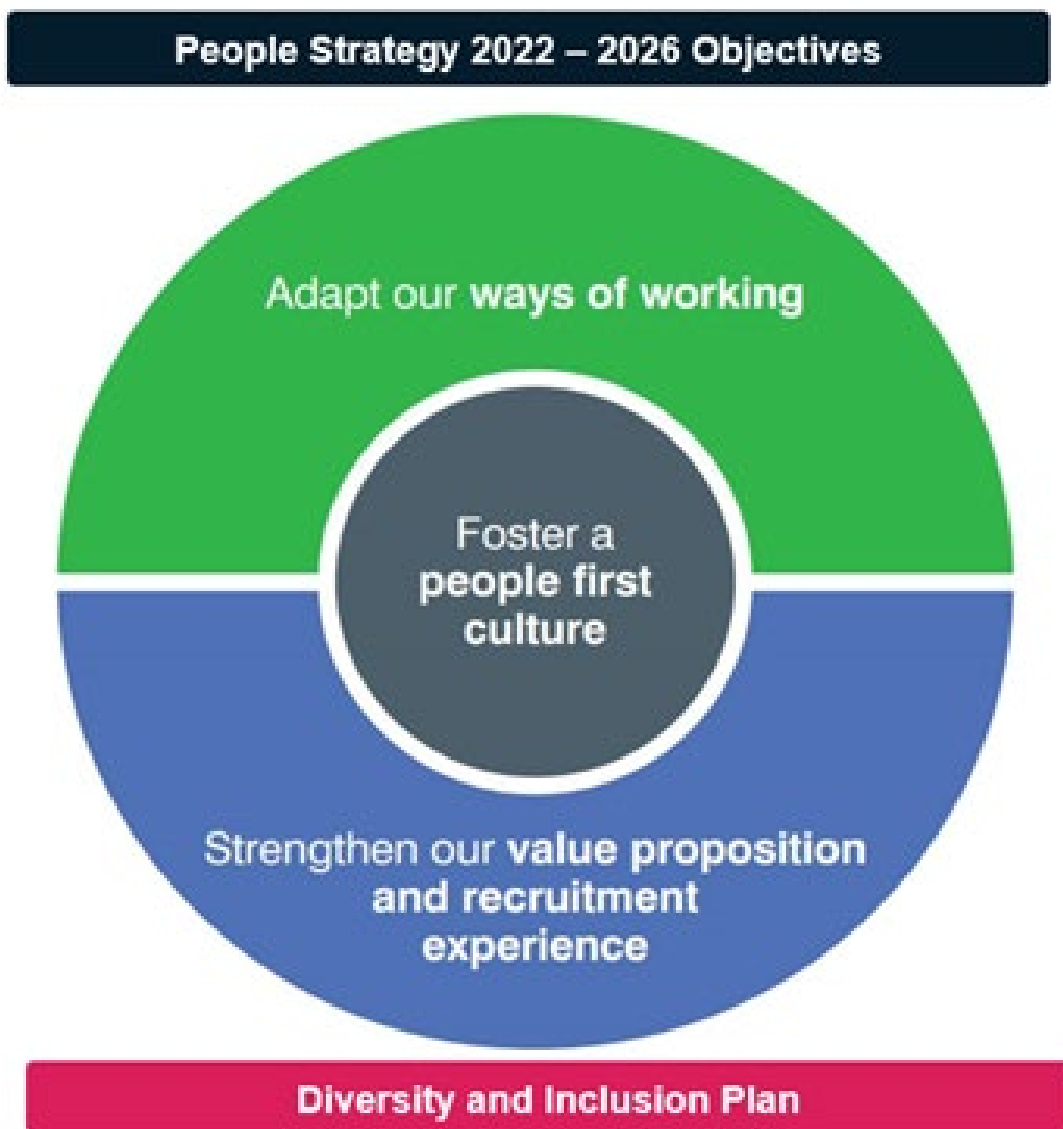 People Strategy 2022 – 2026 Objectives
Adapt our ways of working
Foster a
people first
culture
Strengthen our value proposition
and recruitment
experience
Diversity and Inclusion Plan